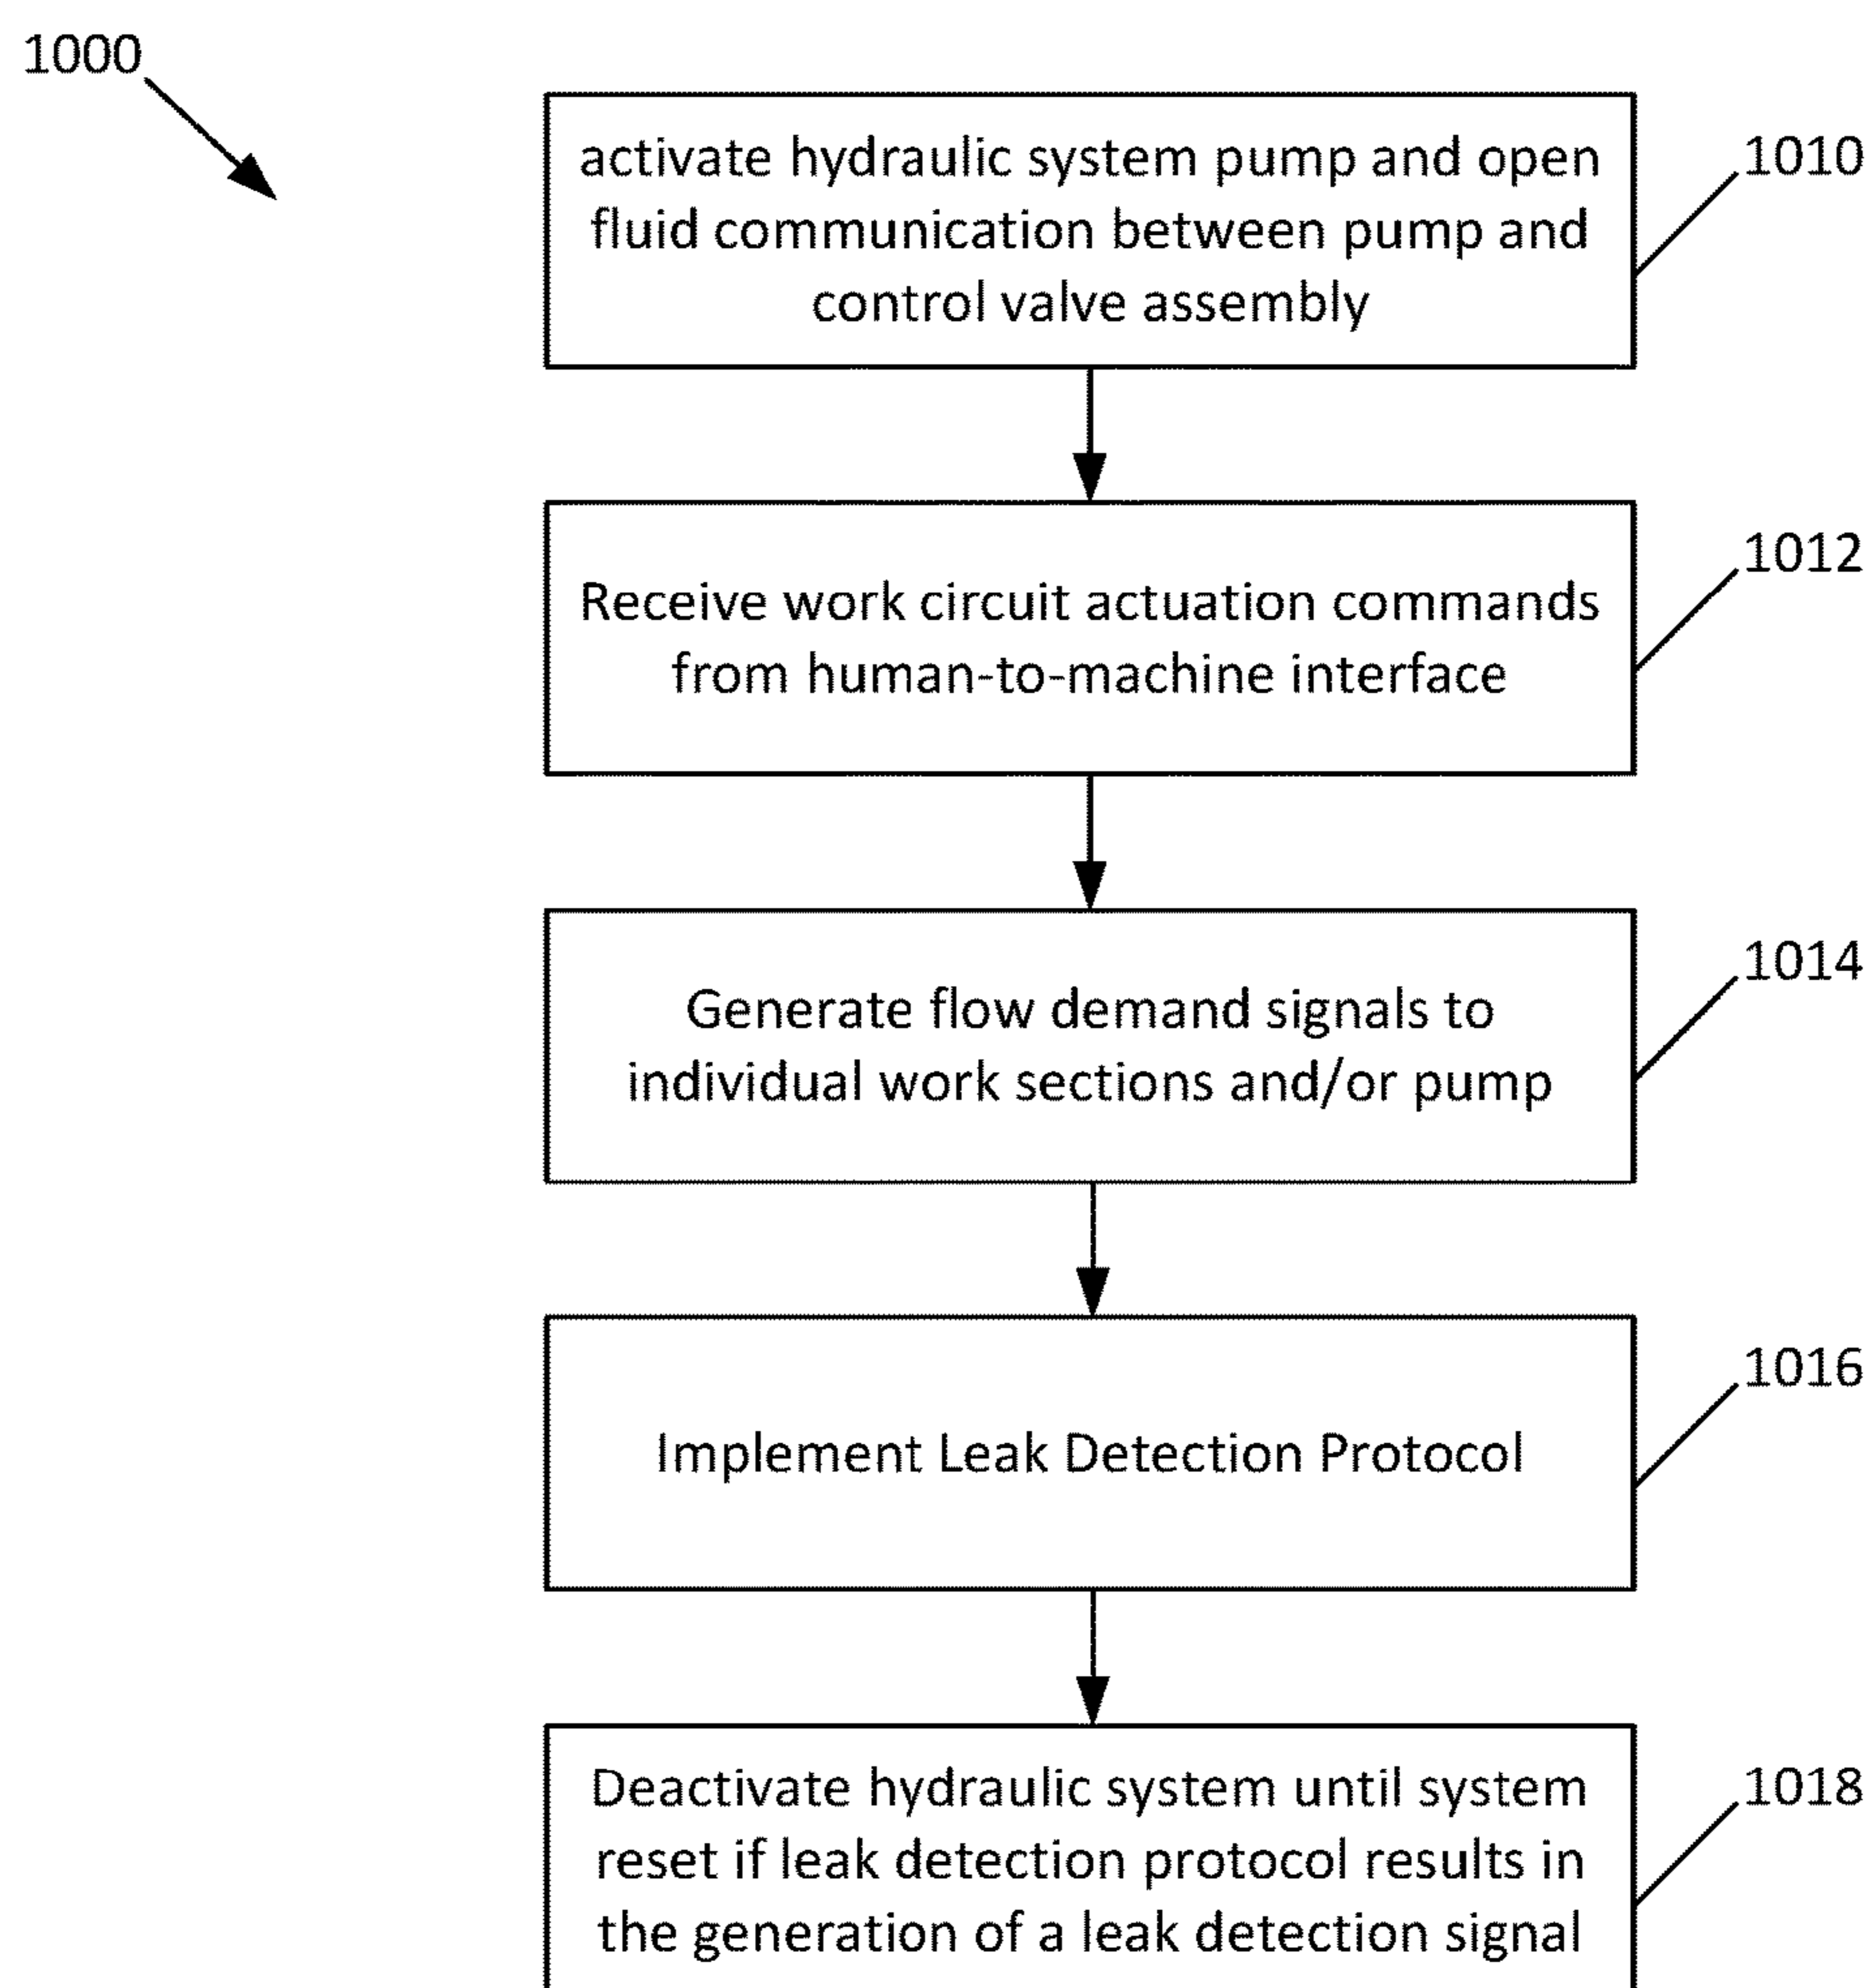 1000
activate hydraulic system pump and open
fluid communication between pump and
control valve assembly
1010
Receive work circuit actuation commands
from human-to-machine interface
1012
Generate flow demand signals to
individual work sections and/or pump
1014
Implement Leak Detection Protocol
1016
Deactivate hydraulic system until system
reset if leak detection protocol results in
the generation of a leak detection signal
1018